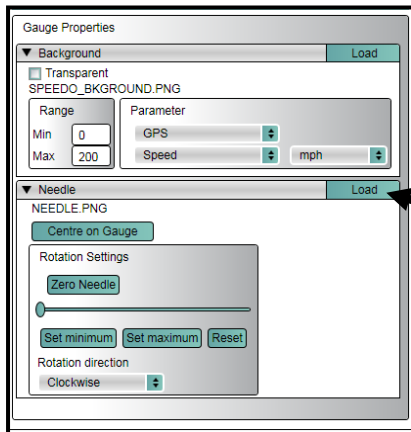 Gauge Properties
Background Load
Transparent
SPEEDO_BKGROUND.PNG
Range Parameter
Min 0 GPS
Max 200 Speed mph
Needle Load
NEEDLE.PNG
Centre on Gauge
Rotation Settings
Zero Needle
Set minimum Set maximum Reset
Rotation direction
Clockwise